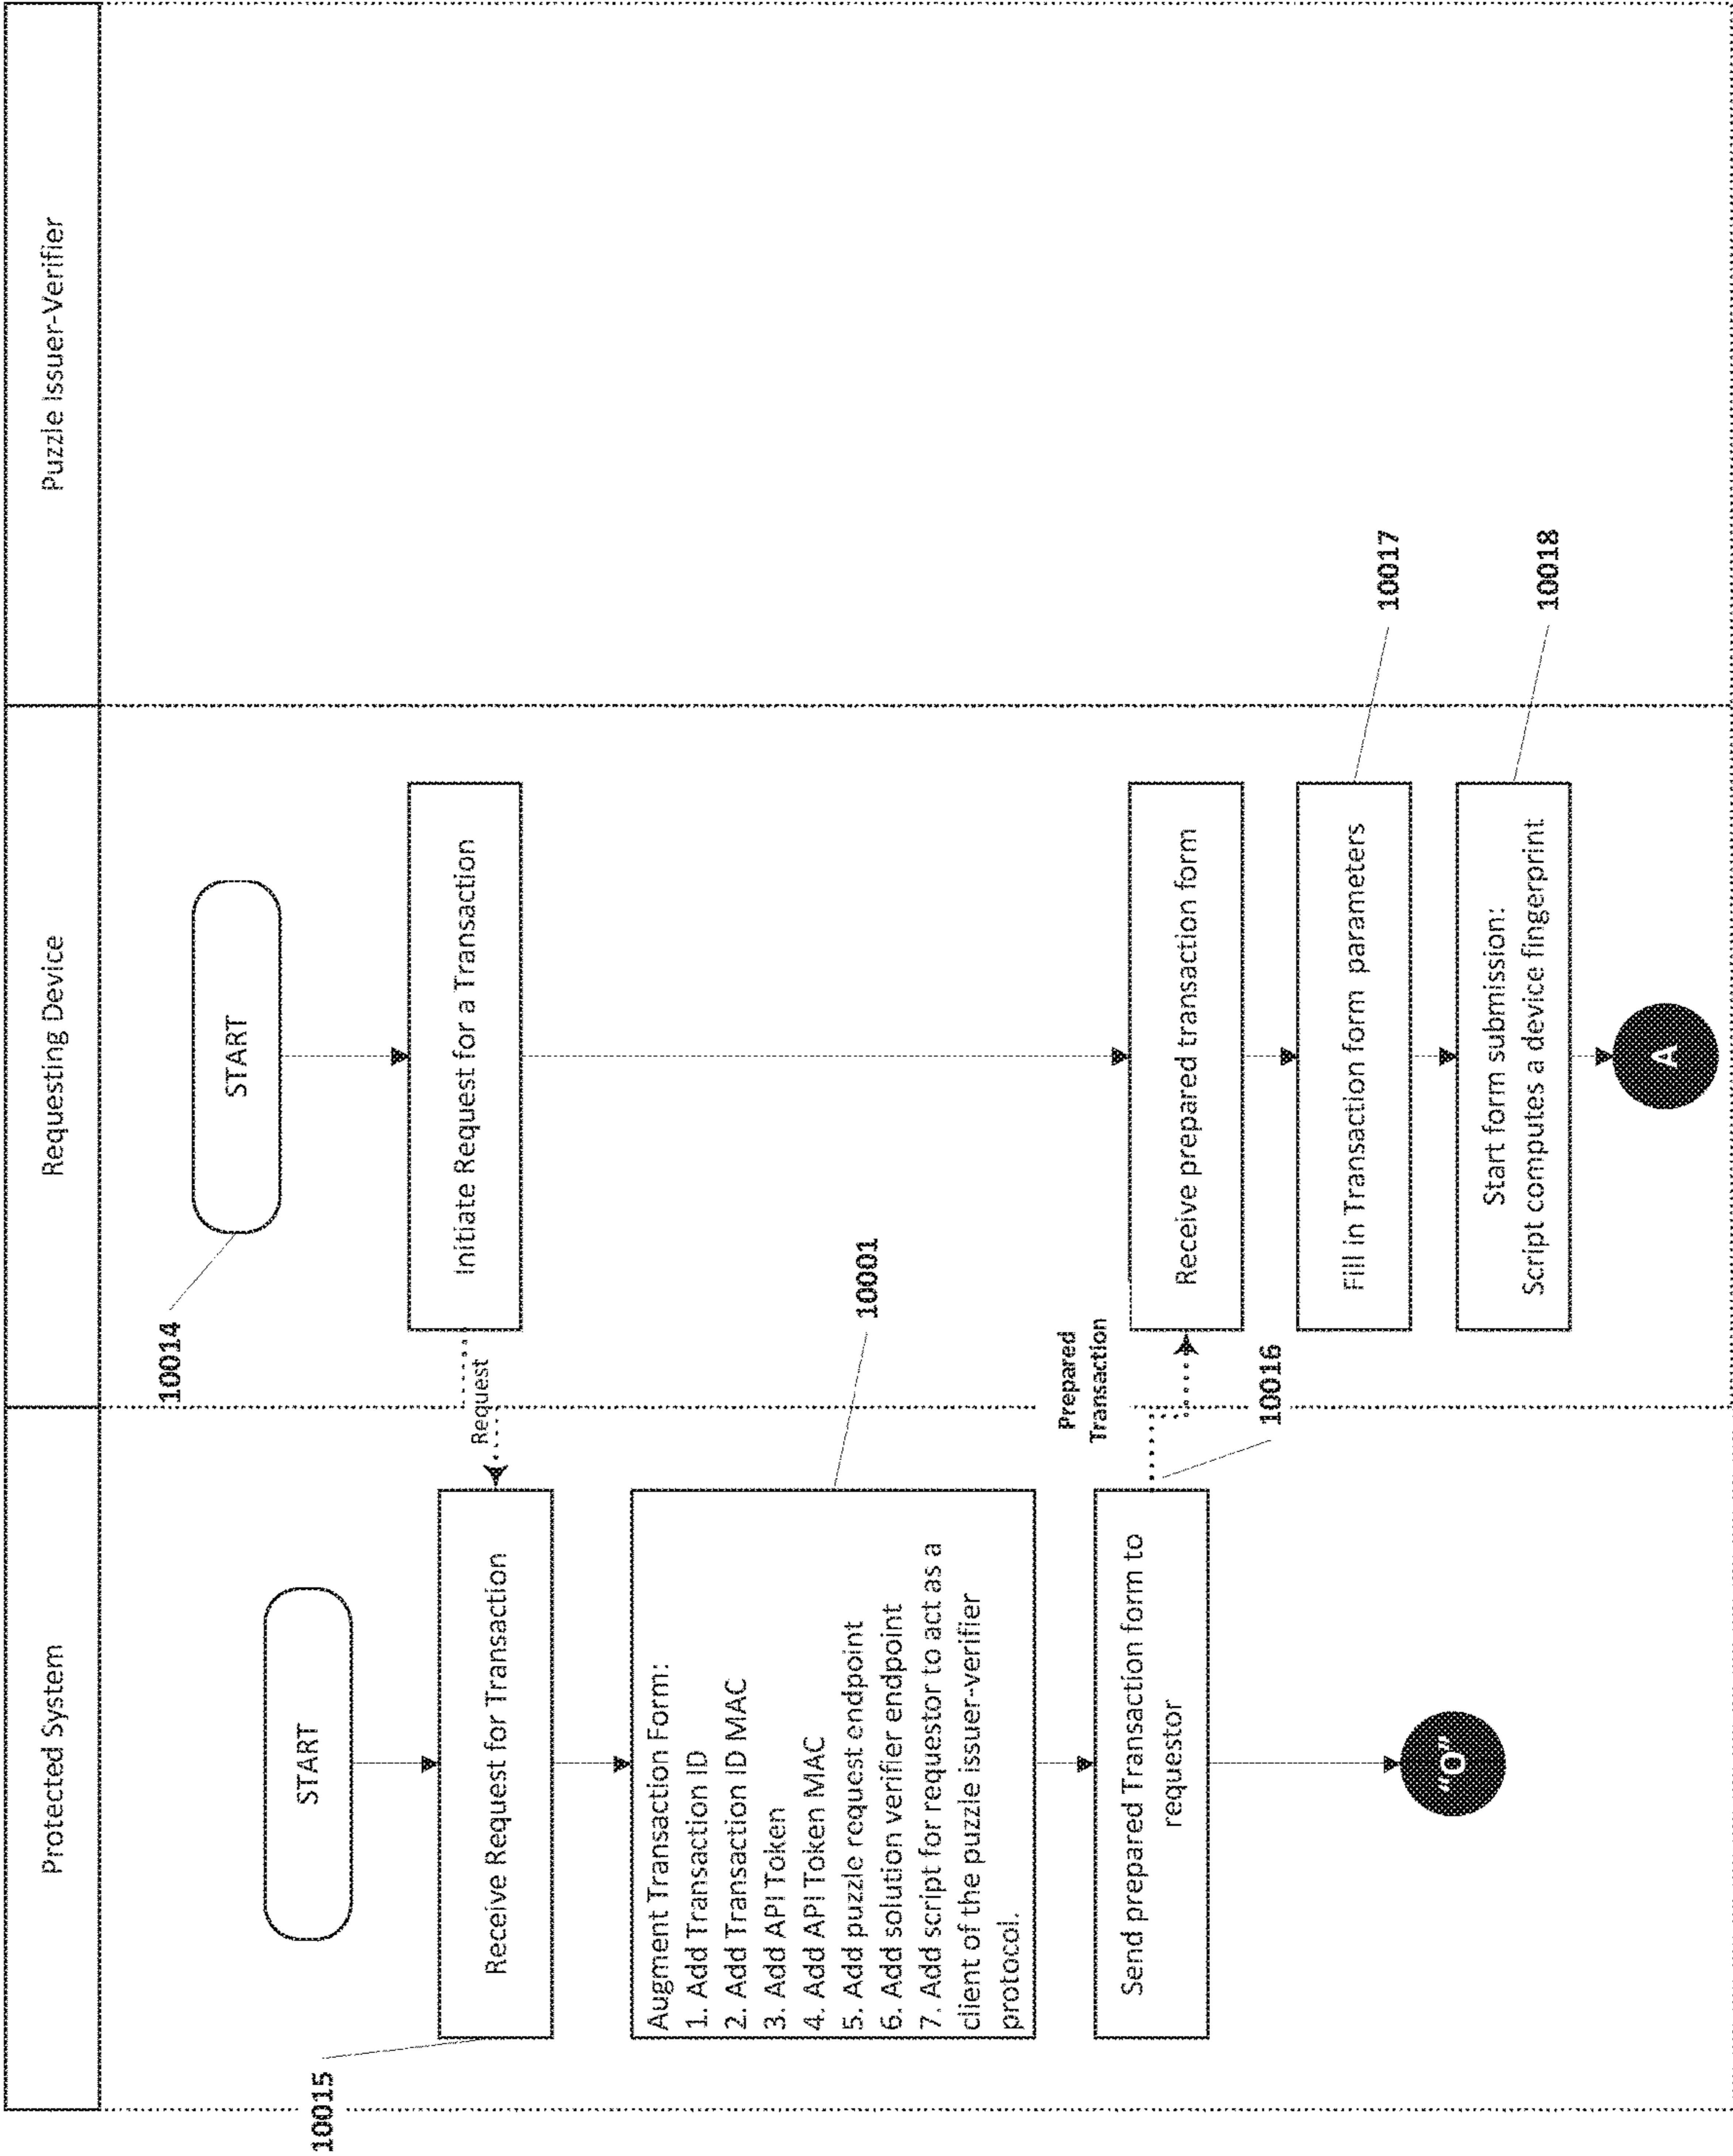 Protected System
Requesting Device
Puzzle Issuer-Verifier
10014
START
10015
START
Initiate Request for a Transaction
Request
Receive Request for Transaction
10001
Augment Transaction Form:
1. Add Transaction ID
2. Add Transaction ID MAC
3. Add API Token
4. Add API Token MAC
5. Add puzzle request endpoint
6. Add solution verifier endpoint
7. Add script for requestor to act as a
client of the puzzle issuer-verifier
protocol.
Prepared
Transaction
Send prepared Transaction form to
requestor
10016
Receive prepared transaction form
10017
Fill in Transaction form parameters
10018
Start form submission:
Script computes a device fingerprint
"O"
A